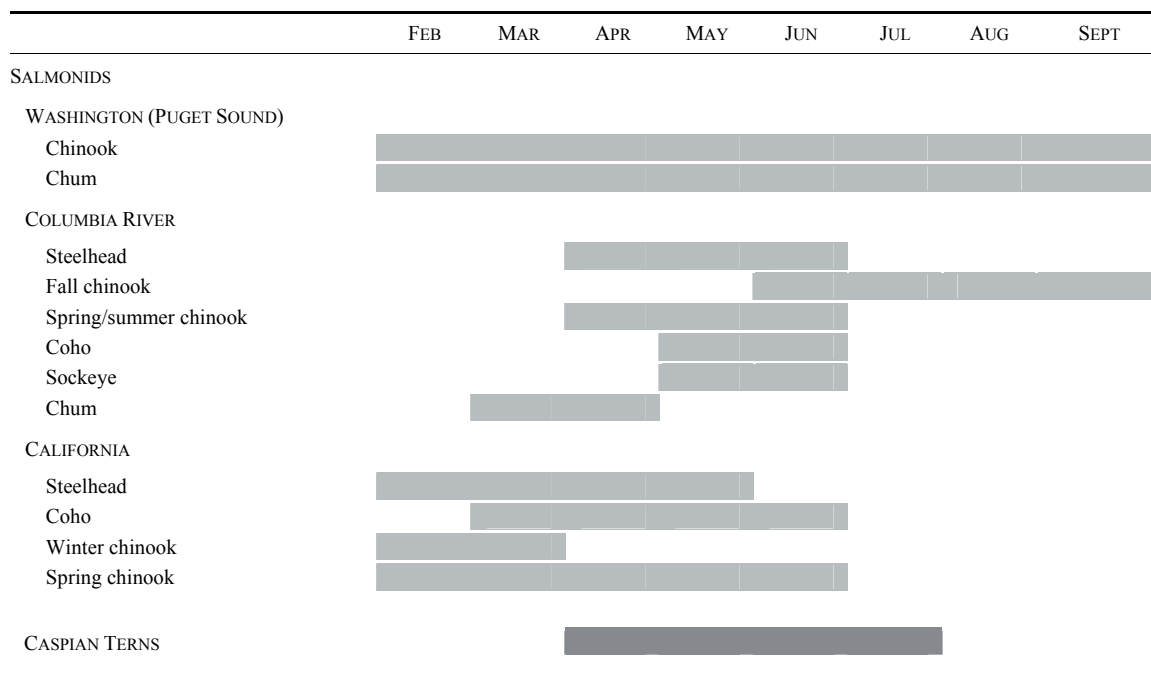 FEB MAR APR MAY JUN JUL AUG SEPT
SALMONIDS
WASHINGTON (PUGET SOUND)
Chinook
Chum
COLUMBIA RIVER
Steelhead
Fall chinook
Spring/summer chinook
Coho
Sockeye
Chum
CALIFORNIA
Steelhead
Coho
Winter chinook
Spring chinook
CASPIAN TERNS